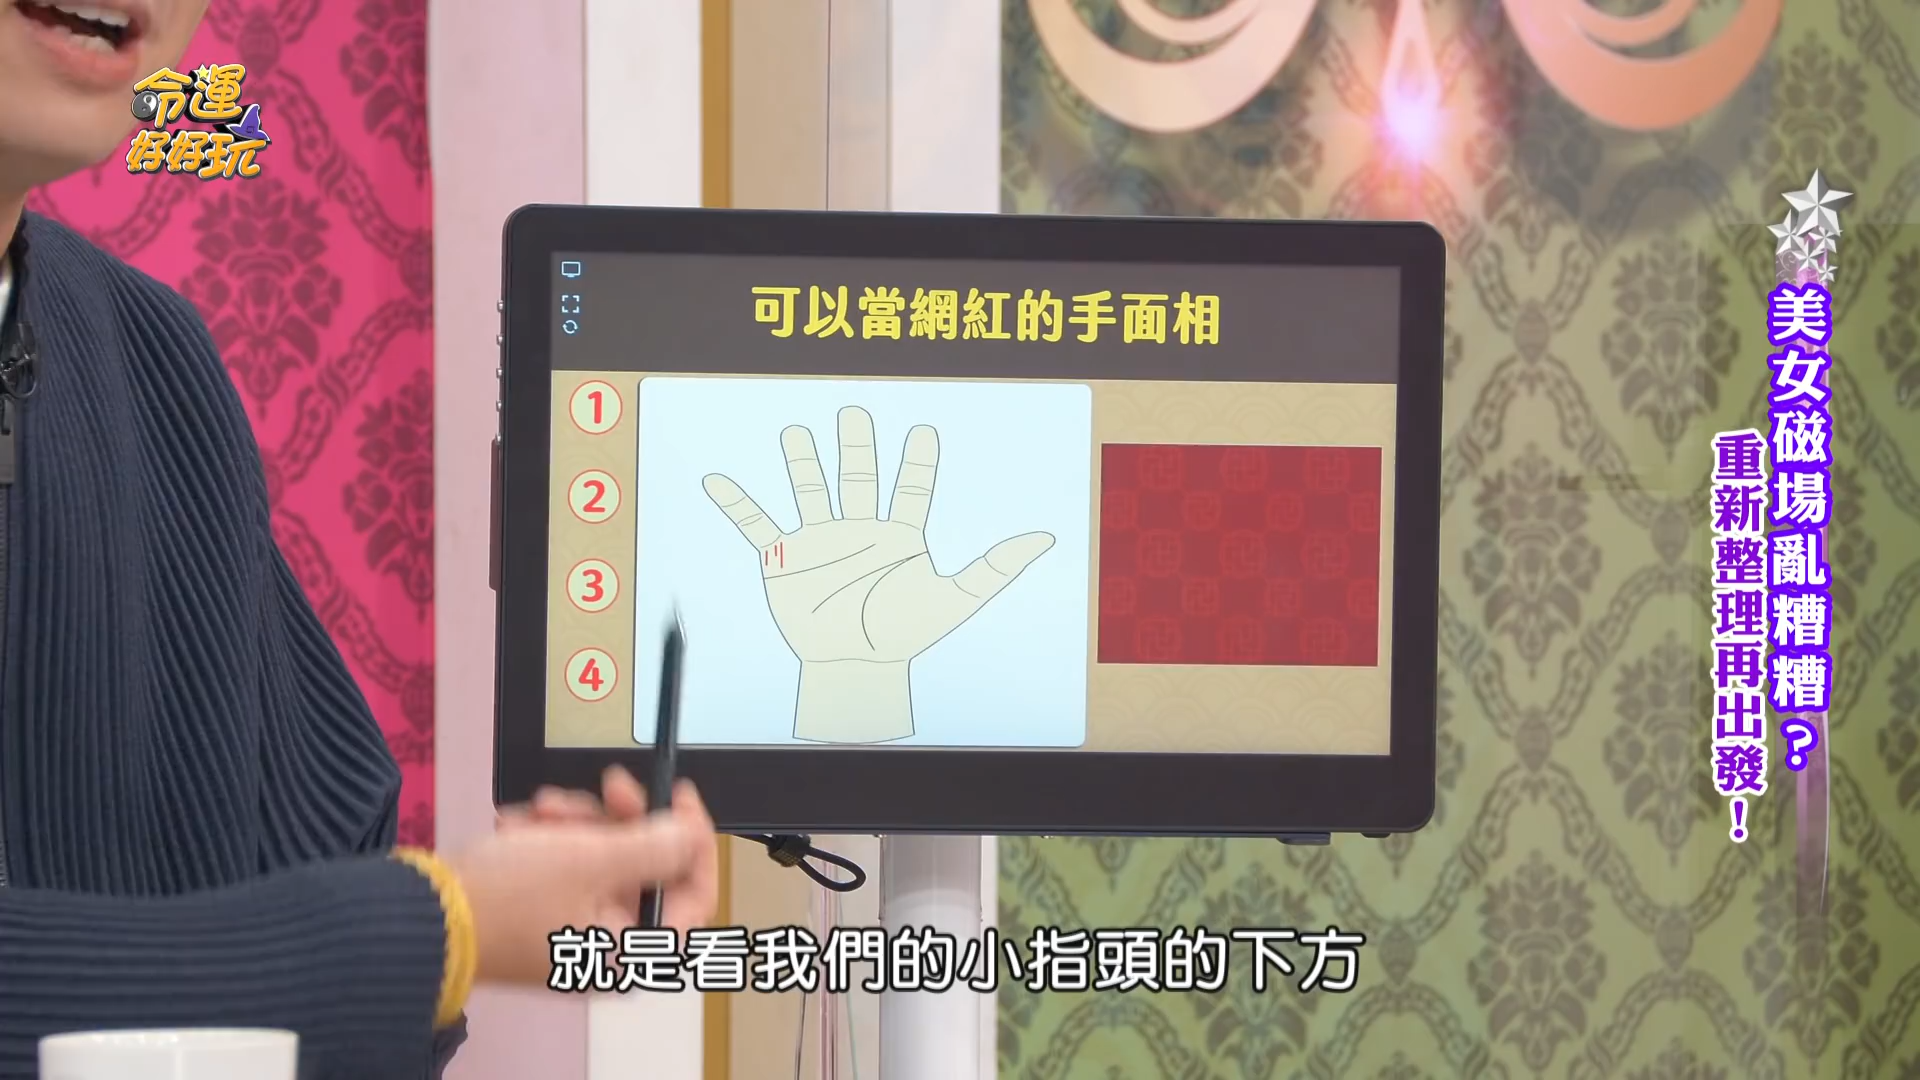 命運
好好玩
可以當網紅的手面相
1
2
3
4
美女磁場亂糟糟？
重新整理再出發！
就是看我們的小指頭的下方